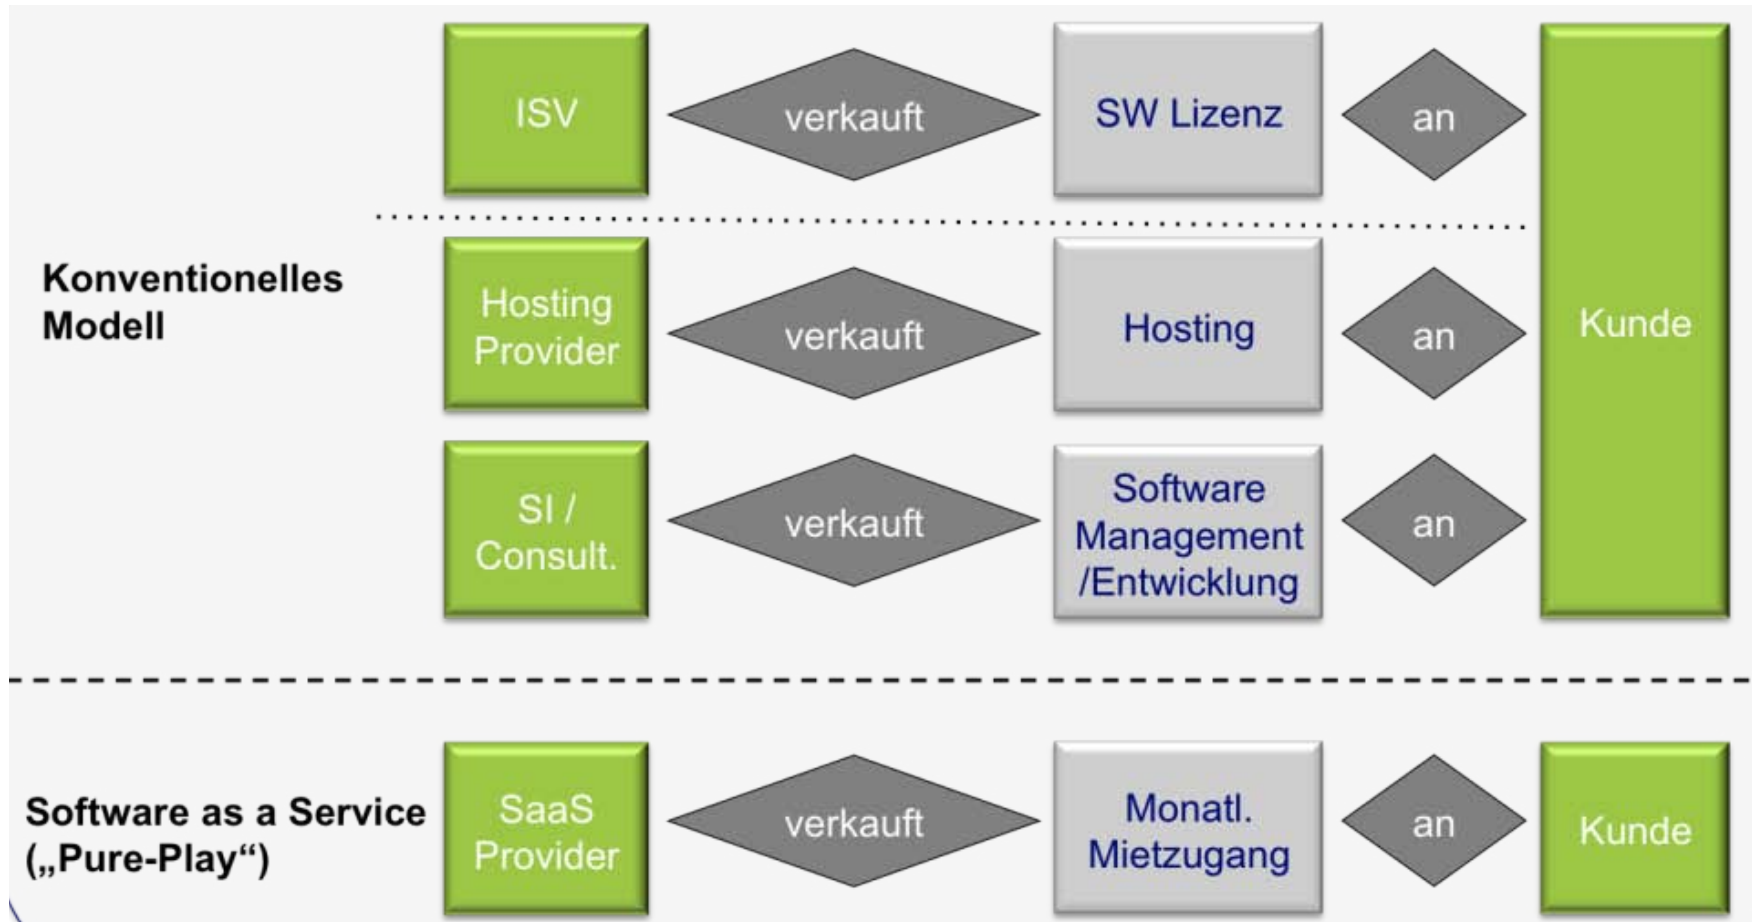 ISV
verkauft
SW Lizenz
an
Konventionelles
Modell
Hosting
Provider
verkauft
Hosting
an
Kunde
SI /
Consult.
verkauft
Software
Management
/Entwicklung
an
Software as a Service
(„Pure-Play“)
SaaS
Provider
verkauft
Monatl.
Mietzugang
an
Kunde